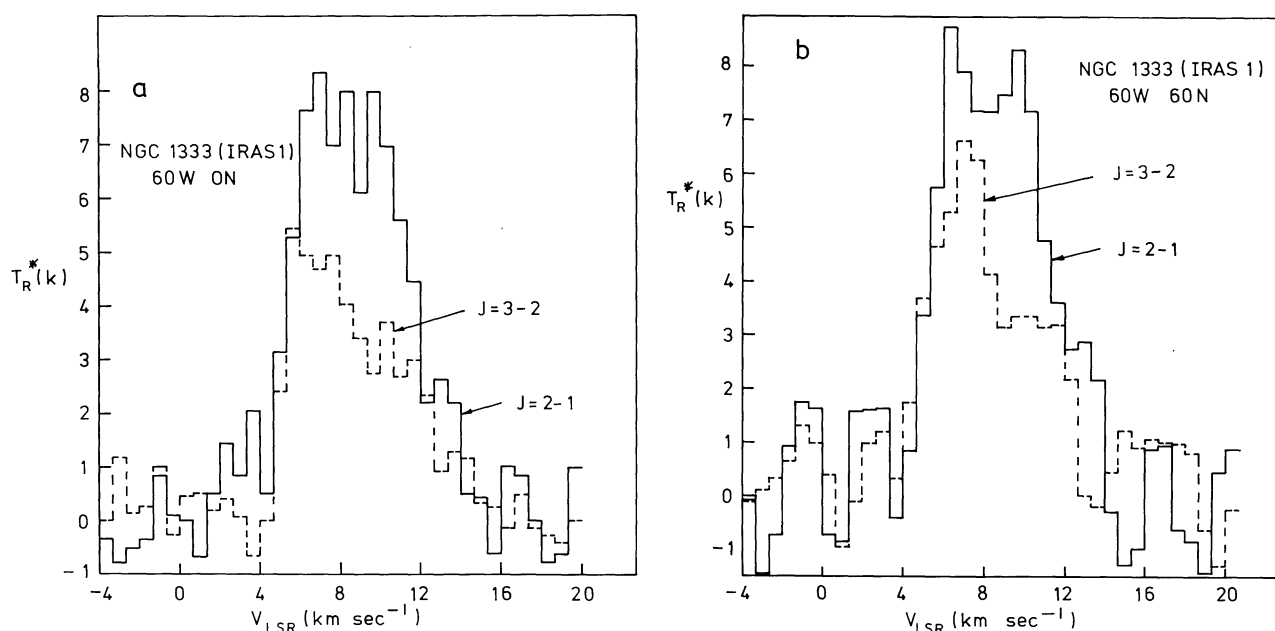 a
NGC 1333 (IRAS1)
60W ON
T_R^*(k)
8
7
6
5
4
3
2
1
0
-1
J=3-2
J=2-1
-4 0 4 8 12 16 20
V_LSR (km sec^-1)
b
NGC 1333 (IRAS 1)
60W 60N
T_R^*(k)
8
7
6
5
4
3
2
1
0
-1
J=3-2
J=2-1
-4 0 4 8 12 16 20
V_LSR (km sec^-1)